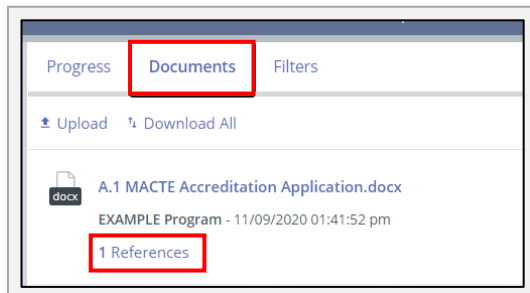 Progress Documents Filters
Upload Download All
docx
A.1 MACTE Accreditation Application.docx
EXAMPLE Program - 11/09/2020 01:41:52 pm
1 References